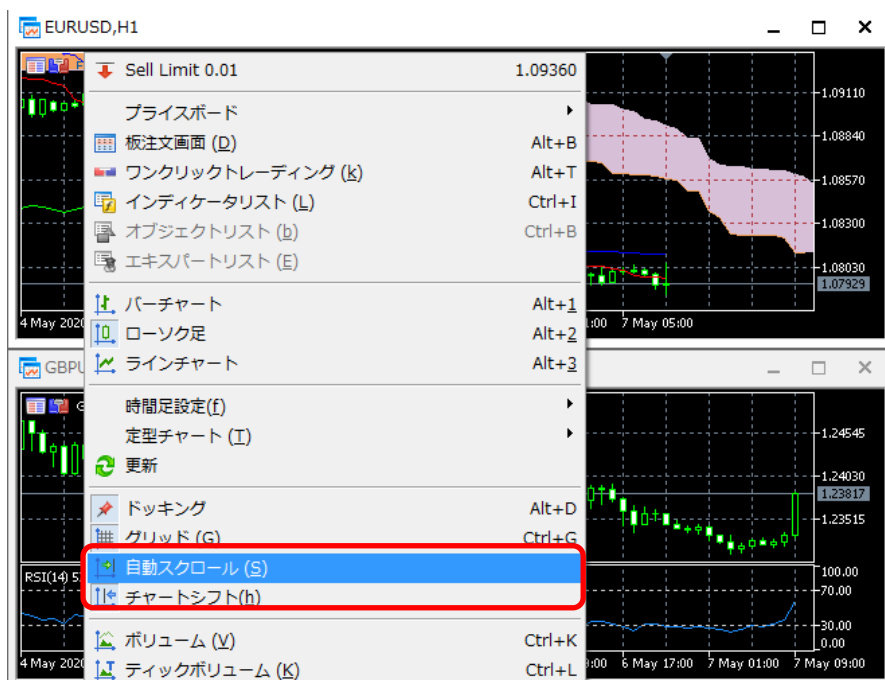 EURUSD,H1
Sell Limit 0.01 1.09360
プライスボード
板注文画面 (D) Alt+B
ワンクリックトレーディング (k) Alt+T
インディケータリスト (L) Ctrl+I
オブジェクトリスト (b) Ctrl+B
エキスパートリスト (E)
バーチャート Alt+1
ローソク足 Alt+2
ラインチャート Alt+3
時間足設定(f)
定型チャート (T)
更新
ドッキング Alt+D
グリッド (G) Ctrl+G
自動スクロール (S)
チャートシフト(h)
ボリューム (V) Ctrl+K
ティックボリューム (K) Ctrl+L
1.09110
1.08840
1.08570
1.08300
1.08030
1.07929
4 May 2020
:00 7 May 05:00
GBPU
1.24545
1.24030
1.23817
1.23515
RSI(14) 5
100.00
70.00
30.00
0.00
4 May 2020
:00 6 May 17:00 7 May 01:00 7 May 09:00